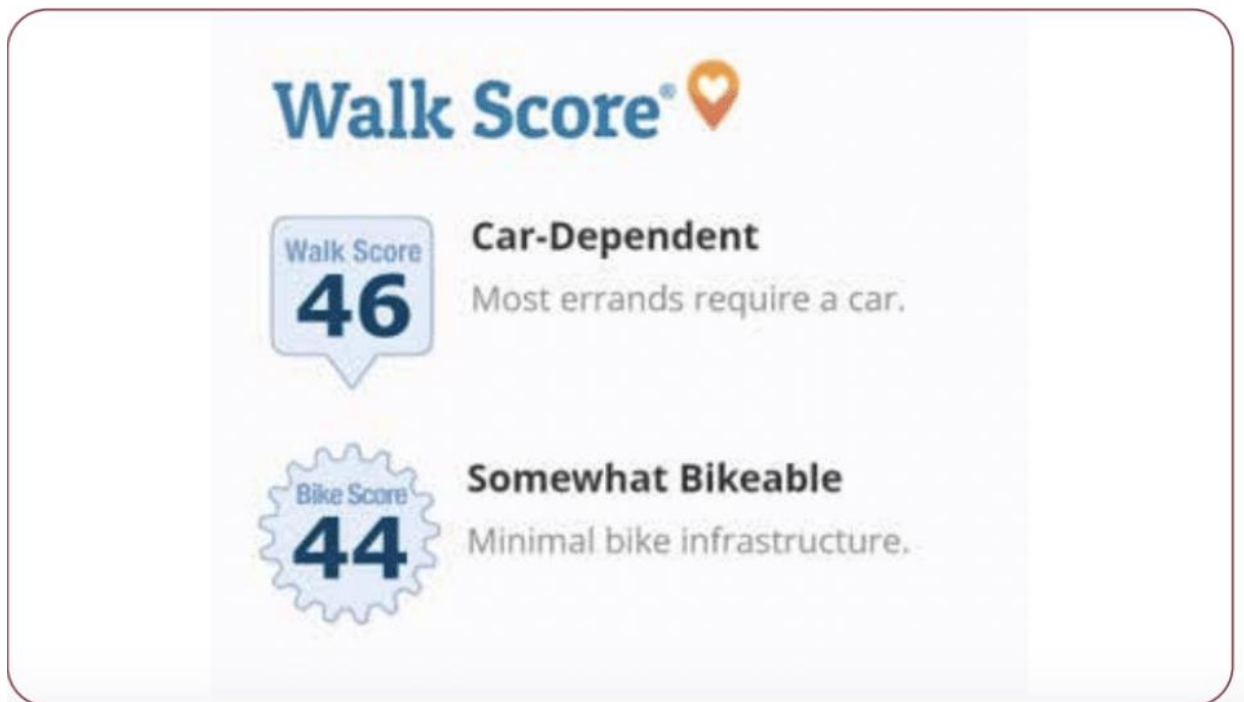 Walk Score®
Walk Score
46
Car-Dependent
Most errands require a car.
Bike Score
44
Somewhat Bikeable
Minimal bike infrastructure.